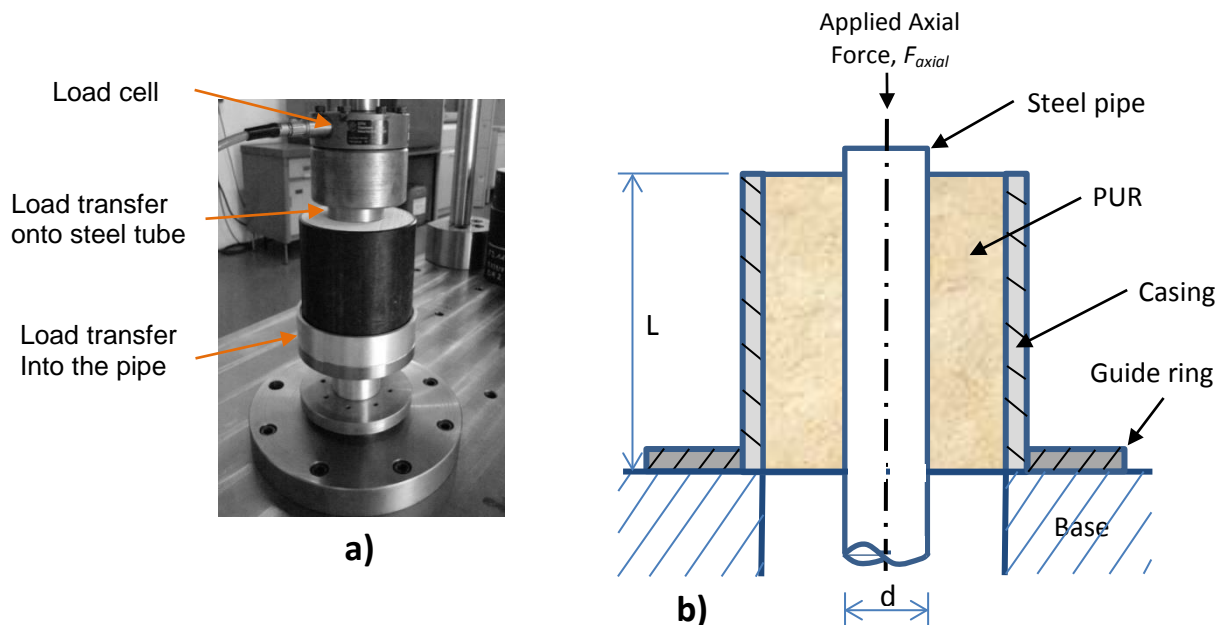 Load cell
Load transfer
onto steel tube
Load transfer
Into the pipe
a)
Applied Axial
Force, F_axial
Steel pipe
PUR
Casing
Guide ring
L
Base
d
b)